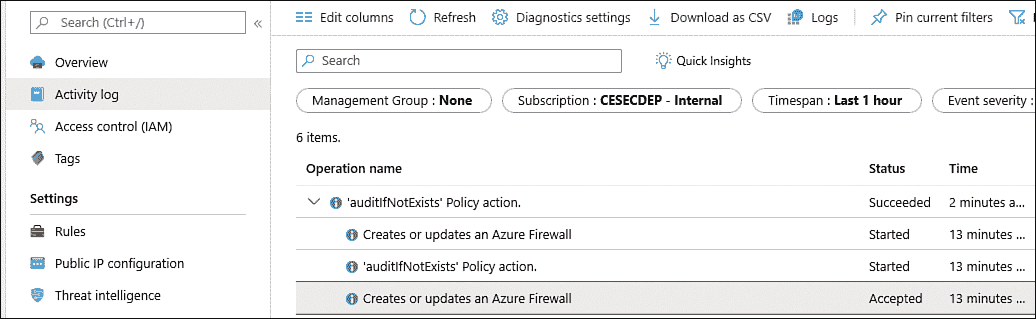 Search (Ctrl+/) «
Edit columns Refresh Diagnostics settings Download as CSV Logs Pin current filters
Overview
Activity log
Access control (IAM)
Tags
Settings
Rules
Public IP configuration
Threat intelligence
Search Quick Insights
Management Group : None Subscription : CESECDEP - Internal Timespan : Last 1 hour Event severity :
6 items.
Operation name Status Time
'auditIfNotExists' Policy action. Succeeded 2 minutes a...
Creates or updates an Azure Firewall Started 13 minutes ...
'auditIfNotExists' Policy action. Started 13 minutes ...
Creates or updates an Azure Firewall Accepted 13 minutes ...